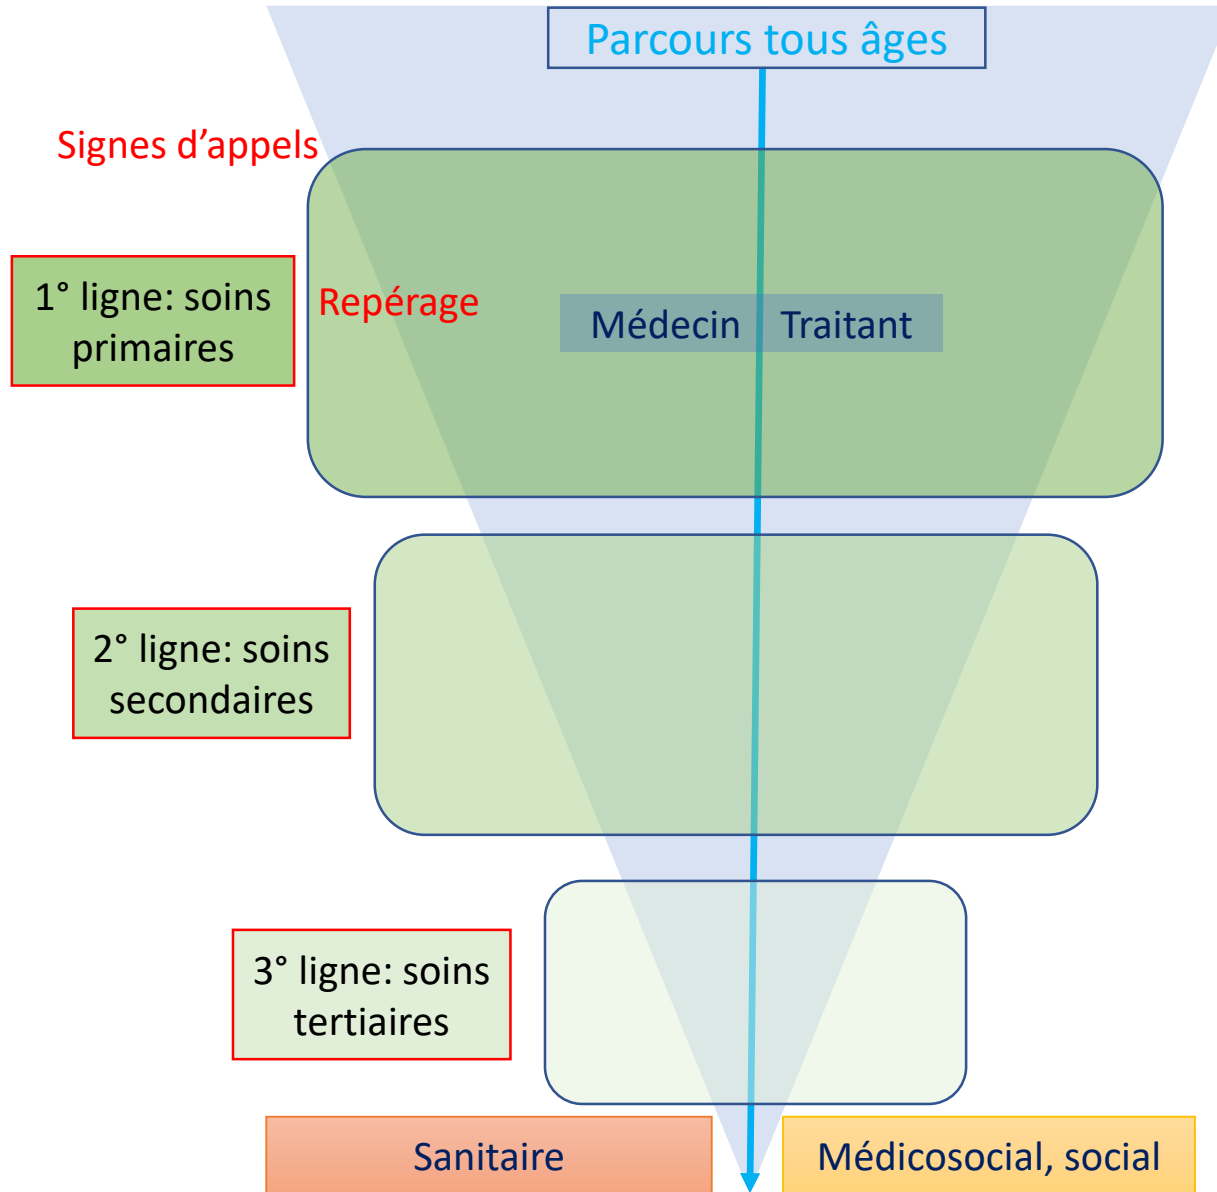 Parcours tous âges
Signes d’appels
1° ligne: soins
primaires
Repérage
Médecin Traitant
2° ligne: soins
secondaires
3° ligne: soins
tertiaires
Sanitaire
Médicosocial, social